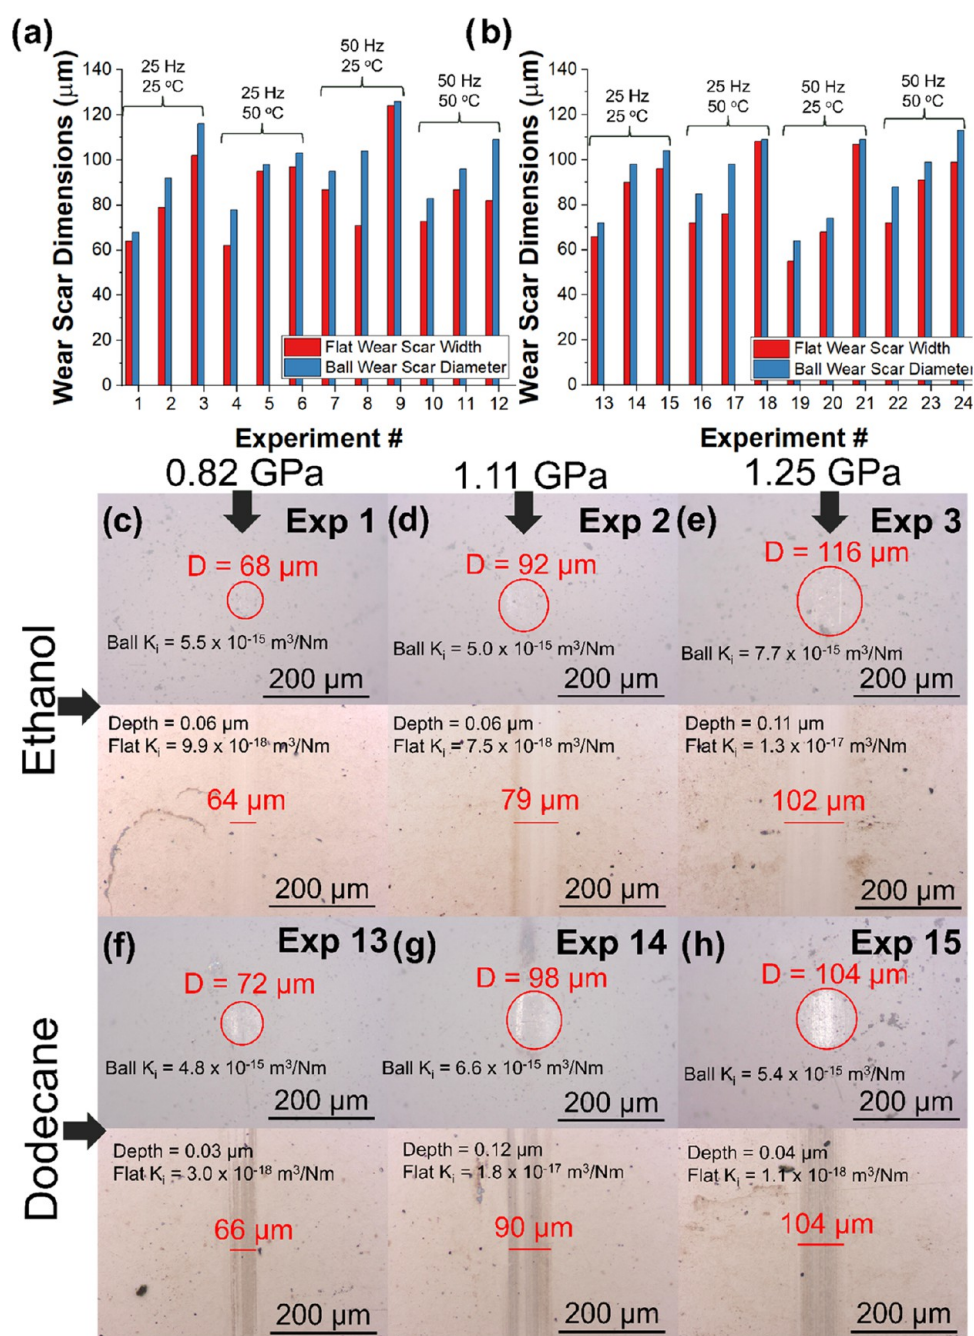 (a)
(b)
Wear Scar Dimensions (μm)
140
120
100
80
60
40
20
0
25 Hz
25 ºC
25 Hz
50 ºC
50 Hz
25 ºC
50 Hz
50 ºC
Flat Wear Scar Width
Ball Wear Scar Diameter
1 2 3 4 5 6 7 8 9 10 11 12
Experiment #
Wear Scar Dimensions (μm)
140
120
100
80
60
40
20
0
25 Hz
25 ºC
25 Hz
50 ºC
50 Hz
25 ºC
50 Hz
50 ºC
Flat Wear Scar Width
Ball Wear Scar Diameter
13 14 15 16 17 18 19 20 21 22 23 24
Experiment #
0.82 GPa
1.11 GPa
1.25 GPa
Ethanol
(c) Exp 1
D = 68 μm
Ball Ki = 5.5 x 10-15 m3/Nm
200 μm
Depth = 0.06 μm
Flat Ki = 9.9 x 10-18 m3/Nm
64 μm
200 μm
(d) Exp 2
D = 92 μm
Ball Ki = 5.0 x 10-15 m3/Nm
200 μm
Depth = 0.06 μm
Flat Ki = 7.5 x 10-18 m3/Nm
79 μm
200 μm
(e) Exp 3
D = 116 μm
Ball Ki = 7.7 x 10-15 m3/Nm
200 μm
Depth = 0.11 μm
Flat Ki = 1.3 x 10-17 m3/Nm
102 μm
200 μm
Dodecane
(f) Exp 13
D = 72 μm
Ball Ki = 4.8 x 10-15 m3/Nm
200 μm
Depth = 0.03 μm
Flat Ki = 3.0 x 10-18 m3/Nm
66 μm
200 μm
(g) Exp 14
D = 98 μm
Ball Ki = 6.6 x 10-15 m3/Nm
200 μm
Depth = 0.12 μm
Flat Ki = 1.8 x 10-17 m3/Nm
90 μm
200 μm
(h) Exp 15
D = 104 μm
Ball Ki = 5.4 x 10-15 m3/Nm
200 μm
Depth = 0.04 μm
Flat Ki = 1.1 x 10-18 m3/Nm
104 μm
200 μm